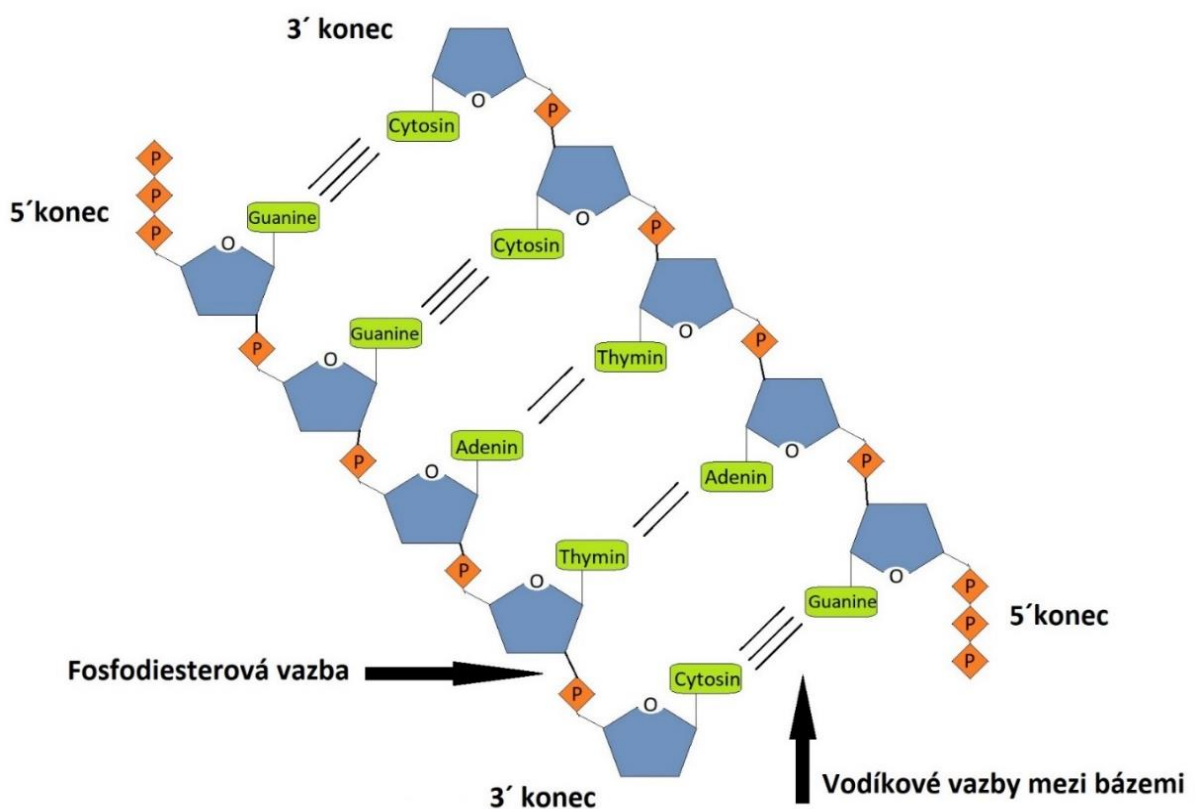 3´ konec
O
P
Cytosin
P
P
5´konec
P
Guanine
O
O
P
Cytosin
P
Guanine
O
O
P
Thymin
P
Adenin
O
O
P
Adenin
P
Thymin
O
O
P
Guanine
P
5´konec
P
Fosfodiesterová vazba
P
Cytosin
O
3´ konec
Vodíkové vazby mezi bázemi